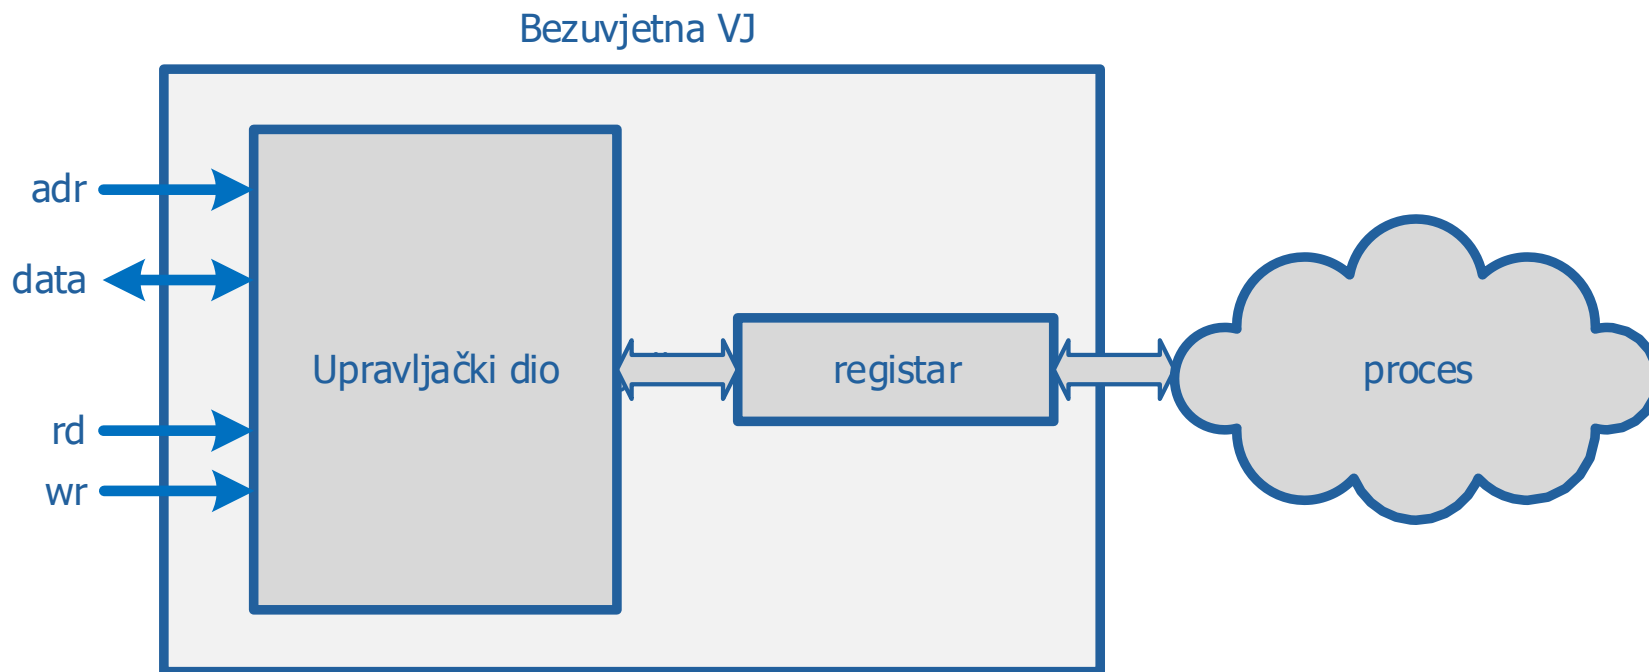 Bezuvjetna VJ
adr
data
Upravljački dio
registar
proces
rd
wr